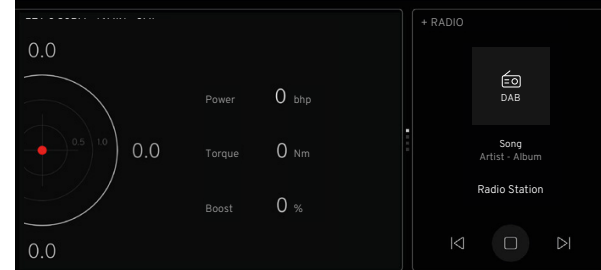 + RADIO
0.0
0.5 1.0
0.0
0.0
Power 0 bhp
Torque 0 Nm
Boost 0 %
DAB
Song
Artist - Album
Radio Station